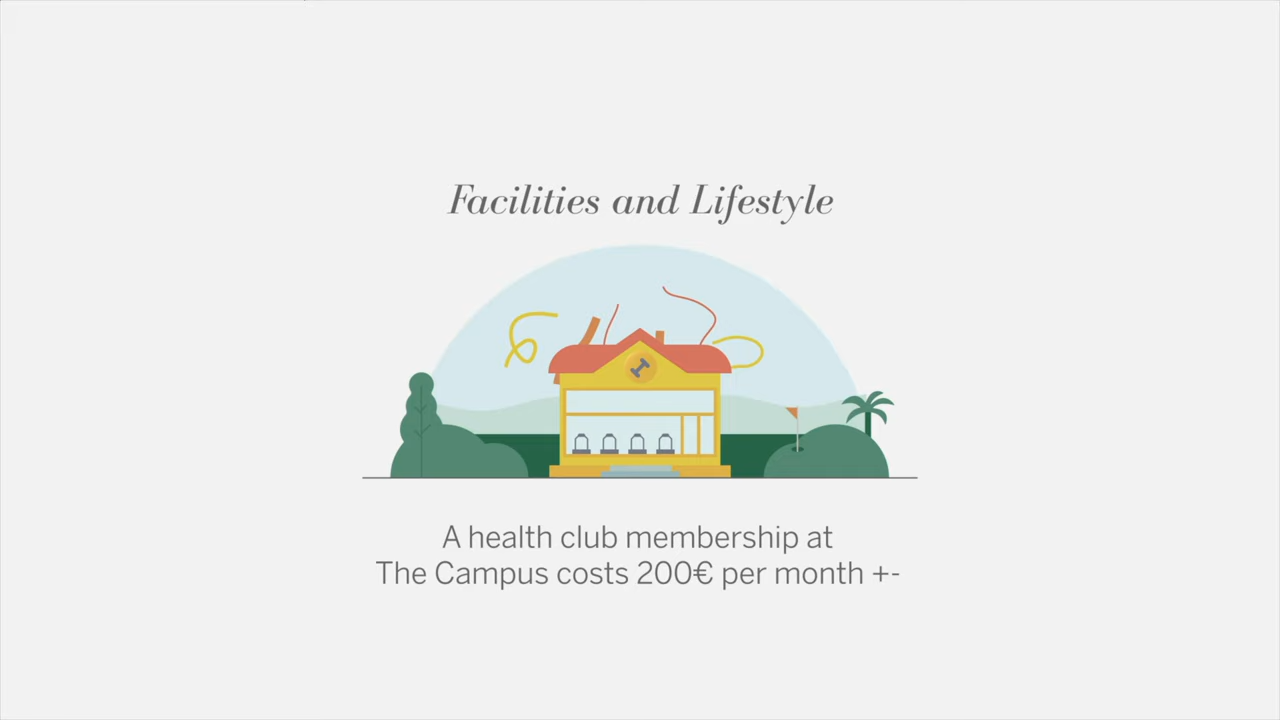 Facilities and Lifestyle
A health club membership at
The Campus costs 200€ per month +-